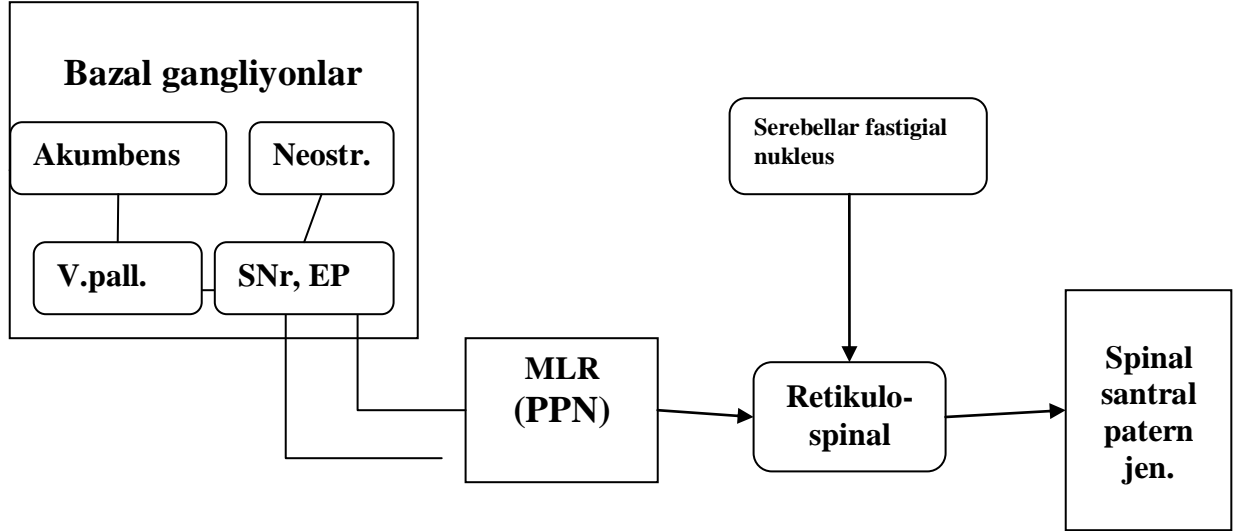 Bazal gangliyonlar
Akumbens
Neostr.
V.pall.
SNr, EP
Serebellar fastigial
nukleus
MLR
(PPN)
Retikulo-
spinal
Spinal
santral
patern
jen.